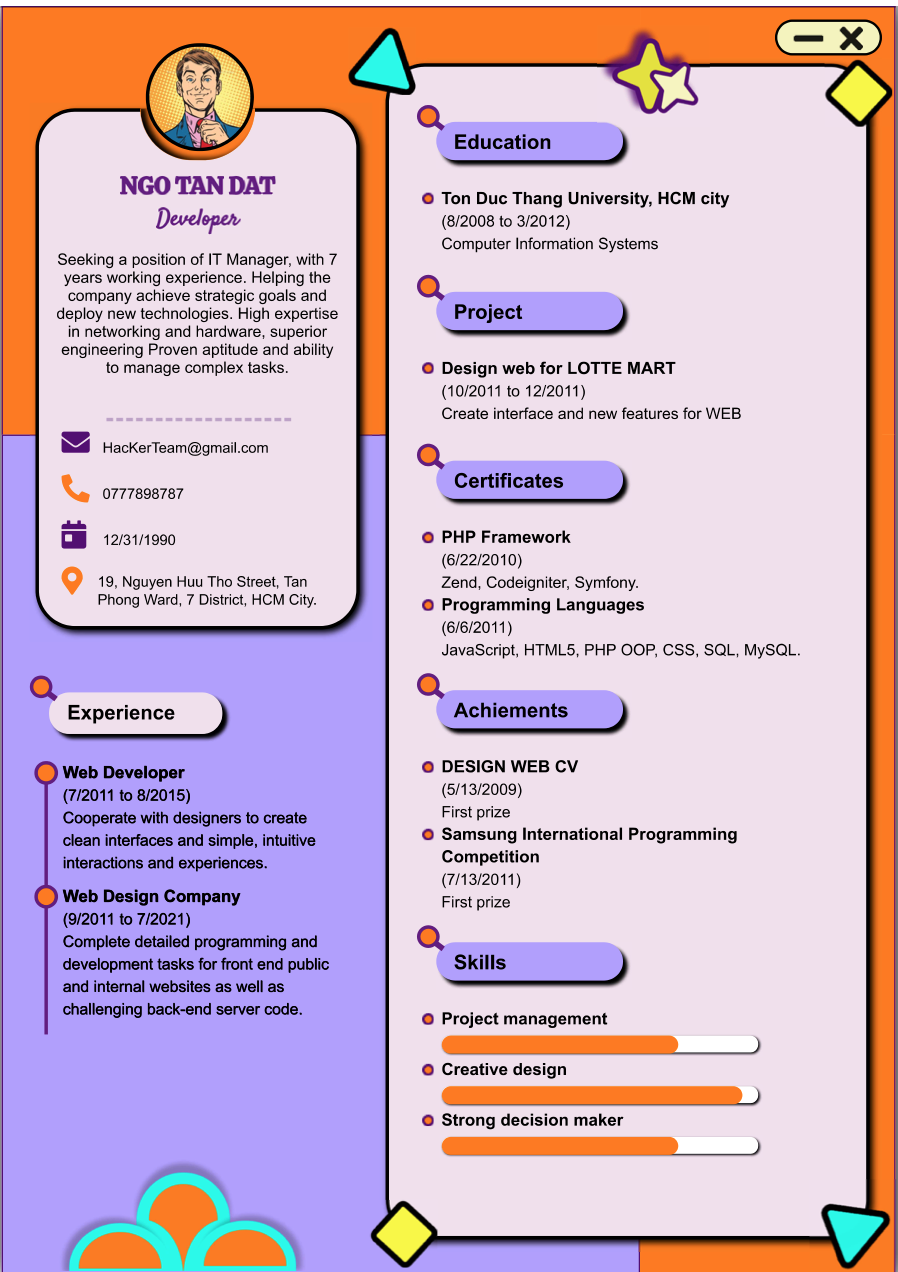 NGO TAN DAT
Developer
Seeking a position of IT Manager, with 7
years working experience. Helping the
company achieve strategic goals and
deploy new technologies. High expertise
in networking and hardware, superior
engineering Proven aptitude and ability
to manage complex tasks.
HacKerTeam@gmail.com
0777898787
12/31/1990
19, Nguyen Huu Tho Street, Tan
Phong Ward, 7 District, HCM City.
Experience
Web Developer
(7/2011 to 8/2015)
Cooperate with designers to create
clean interfaces and simple, intuitive
interactions and experiences.
Web Design Company
(9/2011 to 7/2021)
Complete detailed programming and
development tasks for front end public
and internal websites as well as
challenging back-end server code.
Education
Ton Duc Thang University, HCM city
(8/2008 to 3/2012)
Computer Information Systems
Project
Design web for LOTTE MART
(10/2011 to 12/2011)
Create interface and new features for WEB
Certificates
PHP Framework
(6/22/2010)
Zend, Codeigniter, Symfony.
Programming Languages
(6/6/2011)
JavaScript, HTML5, PHP OOP, CSS, SQL, MySQL.
Achiements
DESIGN WEB CV
(5/13/2009)
First prize
Samsung International Programming
Competition
(7/13/2011)
First prize
Skills
Project management
Creative design
Strong decision maker